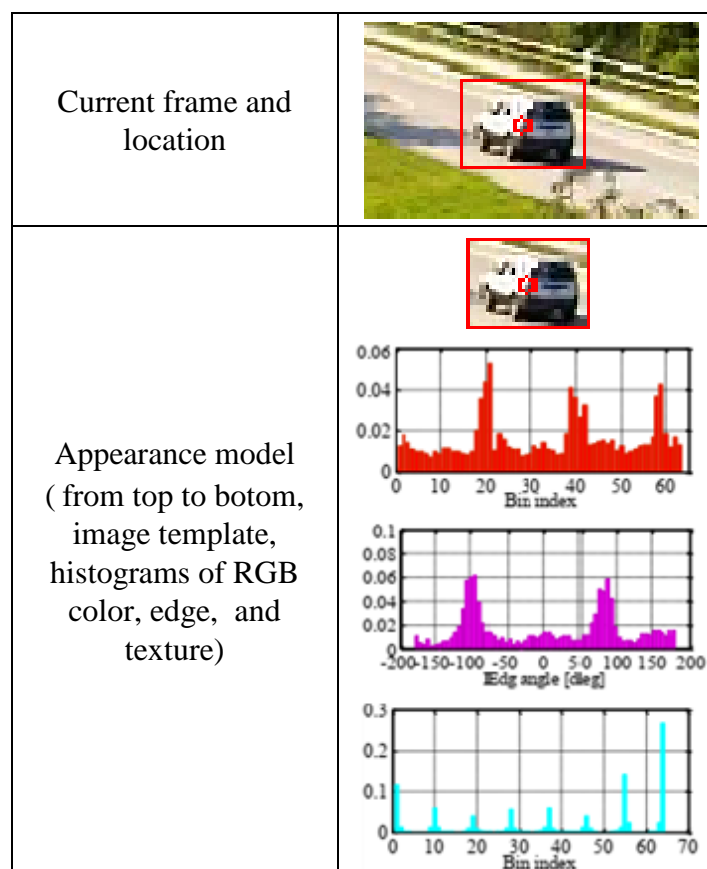 Current frame and
location
Appearance model
( from top to botom,
image template,
histograms of RGB
color, edge, and
texture)
0.06
0.04
0.02
0
0 10 20 30 40 50 60
Bin index
0.1
0.08
0.06
0.04
0.02
0
-200 -150 -100 -50 0 50 100 150 200
Edg angle [dieg]
0.3
0.2
0.1
0
0 10 20 30 40 50 60 70
Bin index